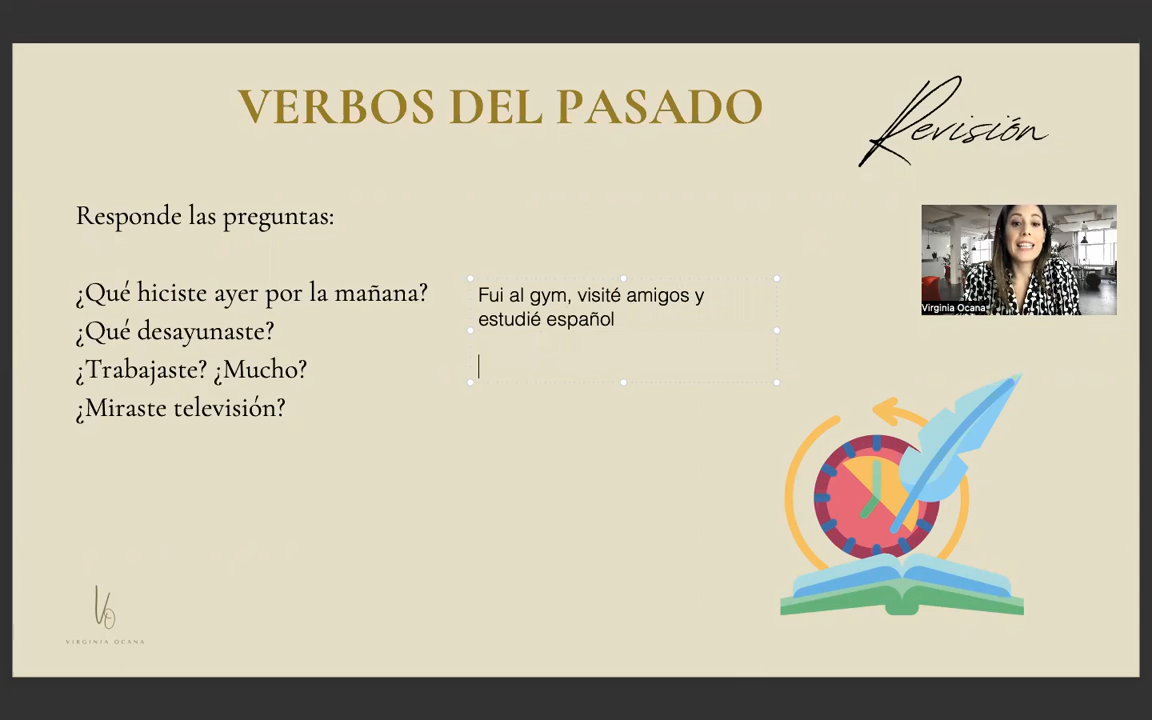 VERBOS DEL PASADO
Revisión
Responde las preguntas:
¿Qué hiciste ayer por la mañana?
¿Qué desayunaste?
¿Trabajaste? ¿Mucho?
¿Miraste televisión?
Fui al gym, visité amigos y
estudié español
Virginia Ocana
VO
VIRGINIA OCANA